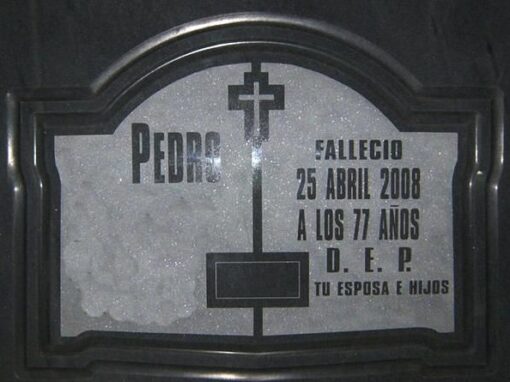 PEDRO
FALLECIO
25 ABRIL 2008
A LOS 77 AÑOS
D. E. P.
TU ESPOSA E HIJOS